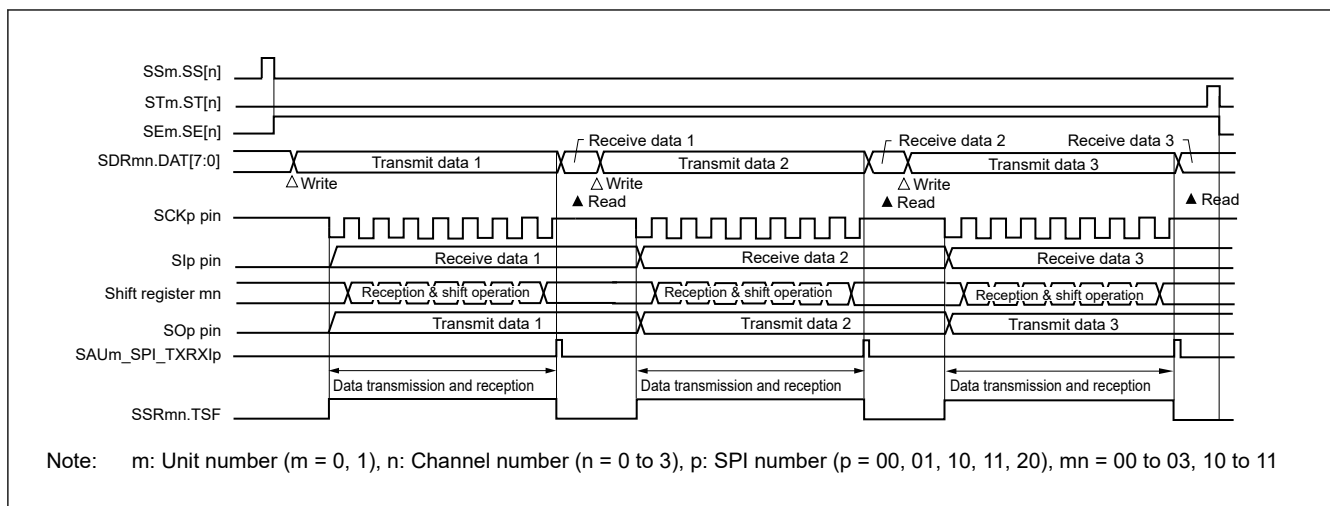 SSm.SS[n]
STm.ST[n]
SEm.SE[n]
Receive data 1 Receive data 2 Receive data 3
SDRmn.DAT[7:0] Transmit data 1 Transmit data 2 Transmit data 3
△Write △ Write △ Write
▲ Read ▲ Read ▲ Read
SCKp pin
SIp pin Receive data 1 Receive data 2 Receive data 3
Shift register mn Reception & shift operation Reception & shift operation Reception & shift operation
SOp pin Transmit data 1 Transmit data 2 Transmit data 3
SAUm_SPI_TXRXIp
Data transmission and reception Data transmission and reception Data transmission and reception
SSRmn.TSF
Note: m: Unit number (m = 0, 1), n: Channel number (n = 0 to 3), p: SPI number (p = 00, 01, 10, 11, 20), mn = 00 to 03, 10 to 11